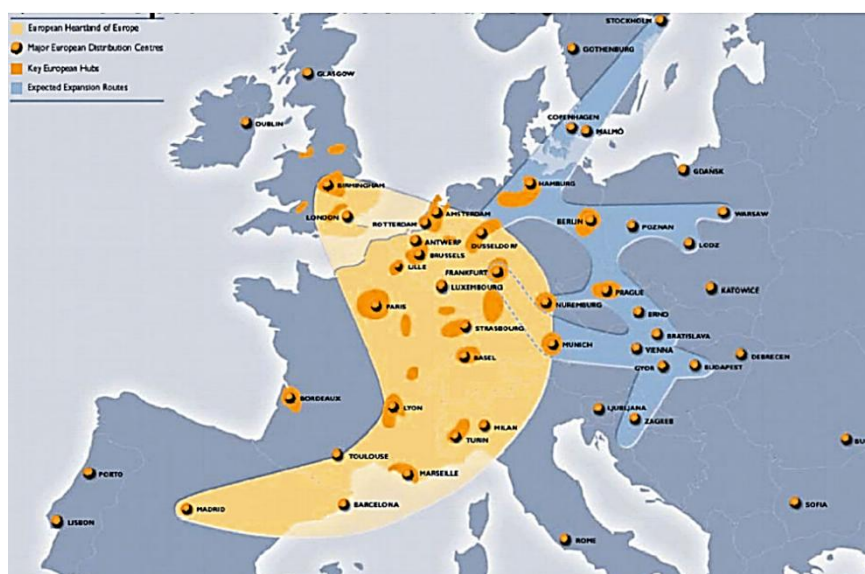 European Heartland of Europe
Major European Distribution Centres
Key European Hubs
Expected Expansion Routes
STOCKHOLM
GOTHENBURG
GLASGOW
DUBLIN
COPENHAGEN
MALMÖ
GDAŃSK
BIRMINGHAM
HAMBURG
LONDON
AMSTERDAM
ROTTERDAM
BERLIN
WARSAW
POZNAN
ANTWERP
DUSSELDORF
LODZ
BRUSSELS
LILLE
FRANKFURT
LUXEMBOURG
KATOWICE
PRAGUE
PARIS
NUREMBURG
BRNO
STRASBOURG
BRATISLAVA
MUNICH
VIENNA
BASEL
DEBRECEN
GYOR
BUDAPEST
BORDEAUX
LYON
LJUBLJANA
ZAGREB
MILAN
TURIN
BU
TOULOUSE
PORTO
MARSEILLE
MADRID
BARCELONA
SOFIA
LISBON
ROME